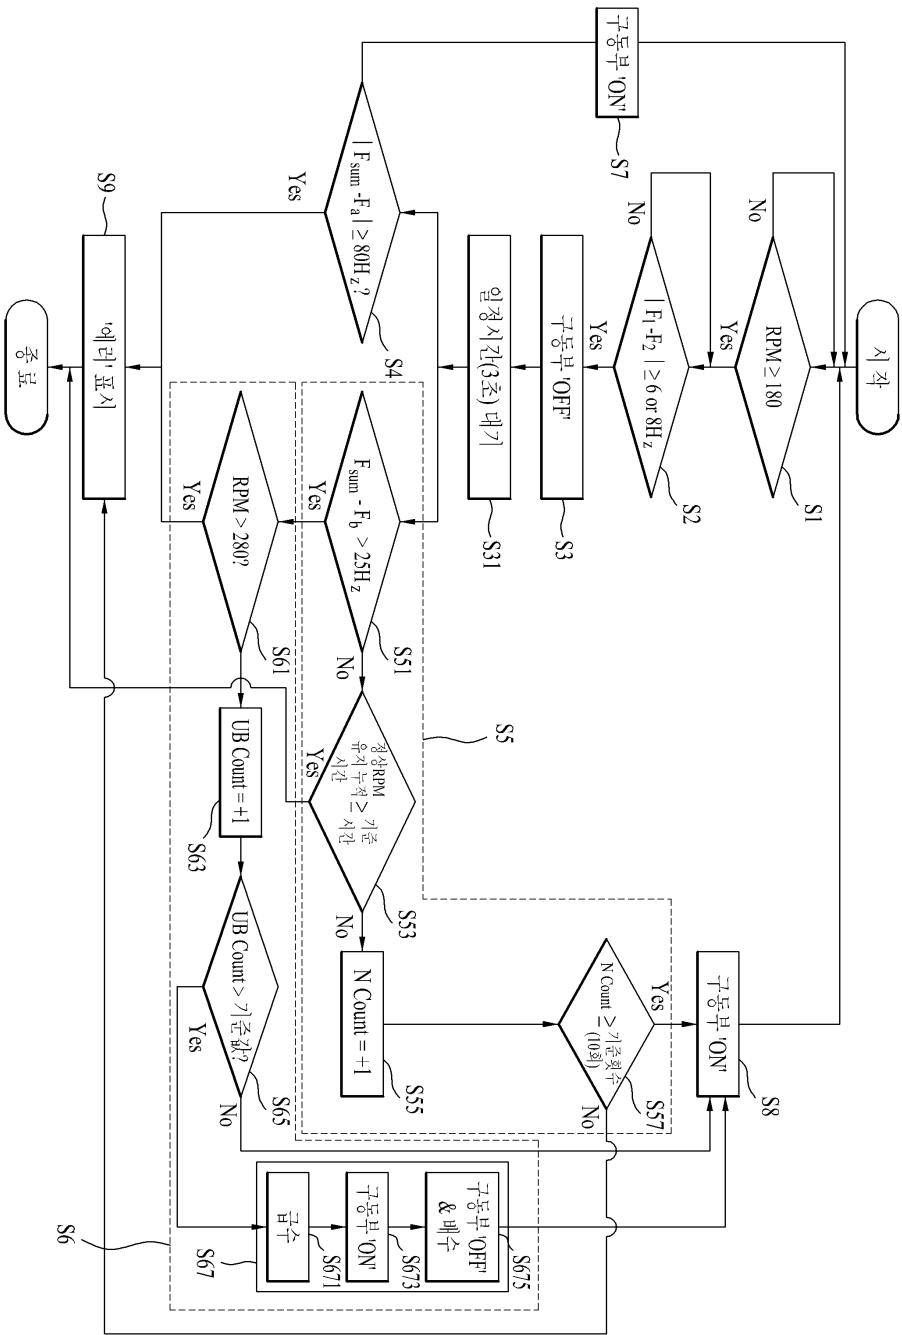 시 작
RPM ≥ 180
S1
No
Yes
| F₁-F₂ | ≥ 6 or 8Hz
S2
No
Yes
구동부 'OFF'
S3
일정시간(3초) 대기
S31
| Fsum -Fa | ≥ 80Hz ?
S4
Yes
구동부 'ON'
S7
S5
Fsum - Fb > 25Hz
S51
No
Yes
정상RPM
유지 누적 ≥ 기준
시간 시간
S53
Yes
No
N Count = +1
S55
N Count ≥ 기준횟수
(10회)
S57
Yes
No
구동부 'ON'
S8
RPM > 280?
S61
Yes
UB Count = +1
S63
UB Count > 기준값?
S65
Yes
No
급수
S671
구동부 'ON'
S673
구동부 'OFF'
& 배수
S675
S67
S6
'에러' 표시
S9
종 료